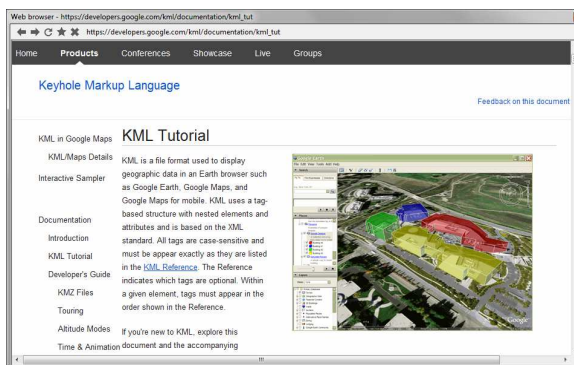 Web browser - https://developers.google.com/kml/documentation/kml_tut
https://developers.google.com/kml/documentation/kml_tut
Home Products Conferences Showcase Live Groups
Keyhole Markup Language
Feedback on this document
KML in Google Maps
KML/Maps Details
Interactive Sampler
Documentation
Introduction
KML Tutorial
Developer's Guide
KMZ Files
Touring
Altitude Modes
Time & Animation
KML Tutorial
KML is a file format used to display
geographic data in an Earth browser such
as Google Earth, Google Maps, and
Google Maps for mobile. KML uses a tag-
based structure with nested elements and
attributes and is based on the XML
standard. All tags are case-sensitive and
must be appear exactly as they are listed
in the KML Reference. The Reference
indicates which tags are optional. Within
a given element, tags must appear in the
order shown in the Reference.
If you're new to KML, explore this
document and the accompanying
Google